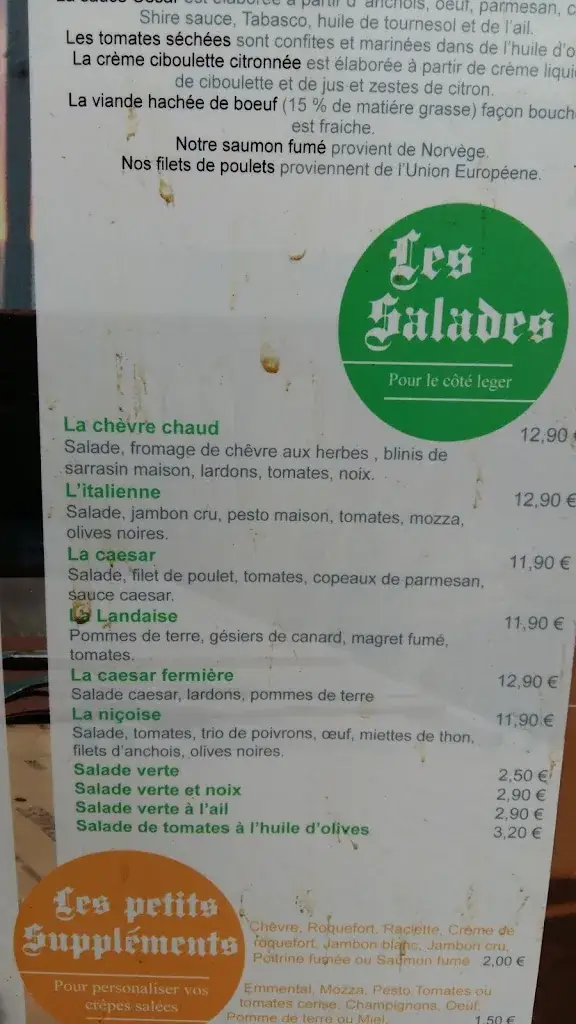 anchois, oeuf, parmesan,
Shire sauce, Tabasco, huile de tournesol et de l'ail.
Les tomates séchées sont confites et marinées dans de l'huile d'o
La crème ciboulette citronnée est élaborée à partir de crème liqui
de ciboulette et de jus et zestes de citron.
La viande hachée de boeuf (15 % de matiére grasse) façon bouch
est fraiche.
Notre saumon fumé provient de Norvège.
Nos filets de poulets proviennent de l'Union Européene.
Les
Salades
Pour le côté leger
La chèvre chaud 12,90 €
Salade, fromage de chêvre aux herbes , blinis de
sarrasin maison, lardons, tomates, noix.
L'italienne 12,90 €
Salade, jambon cru, pesto maison, tomates, mozza,
olives noires.
La caesar 11,90 €
Salade, filet de poulet, tomates, copeaux de parmesan,
sauce caesar.
La Landaise 11,90 €
Pommes de terre, gésiers de canard, magret fumé,
tomates.
La caesar fermière 12,90 €
Salade caesar, lardons, pommes de terre
La niçoise 11,90 €
Salade, tomates, trio de poivrons, œuf, miettes de thon,
filets d'anchois, olives noires.
Salade verte 2,50 €
Salade verte et noix 2,90 €
Salade verte à l'ail 2,90 €
Salade de tomates à l'huile d'olives 3,20 €
Les petits
Suppléments
Pour personaliser vos
crêpes salées
Chèvre, Roquefort, Raclette, Crème de
roquefort, Jambon blanc, Jambon cru,
Poitrine fumée ou Saumon fumé 2,00 €
Emmental, Mozza, Pesto, Tomates ou
tomates cerise, Champignons, Oeuf,
Pomme de terre ou Miel. 1,50 €